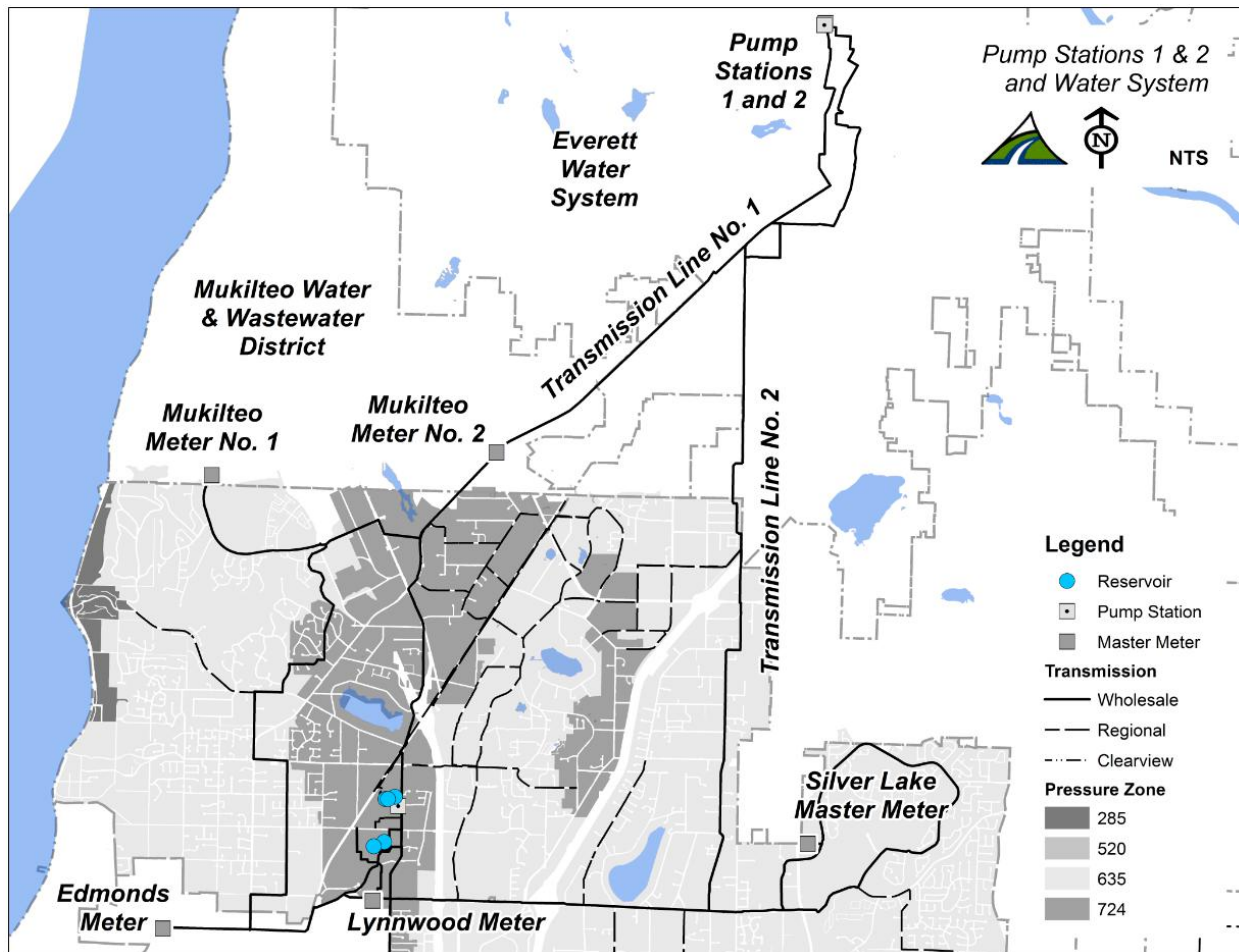 Pump
Stations
1 and 2
Pump Stations 1 & 2
and Water System
N
NTS
Everett
Water
System
Transmission Line No. 1
Mukilteo Water
& Wastewater
District
Mukilteo
Meter No. 1
Mukilteo
Meter No. 2
Transmission Line No. 2
Silver Lake
Master Meter
Edmonds
Meter
Lynnwood Meter
Legend
Reservoir
Pump Station
Master Meter
Transmission
Wholesale
Regional
Clearview
Pressure Zone
285
520
635
724